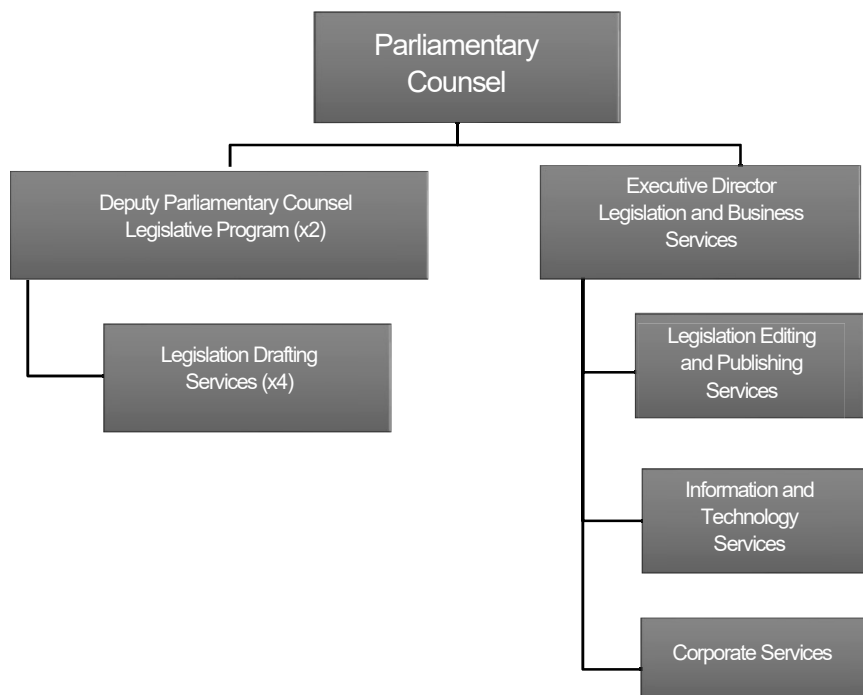 Parliamentary
Counsel
Deputy Parliamentary Counsel
Legislative Program (x2)
Executive Director
Legislation and Business
Services
Legislation Drafting
Services (x4)
Legislation Editing
and Publishing
Services
Information and
Technology
Services
Corporate Services